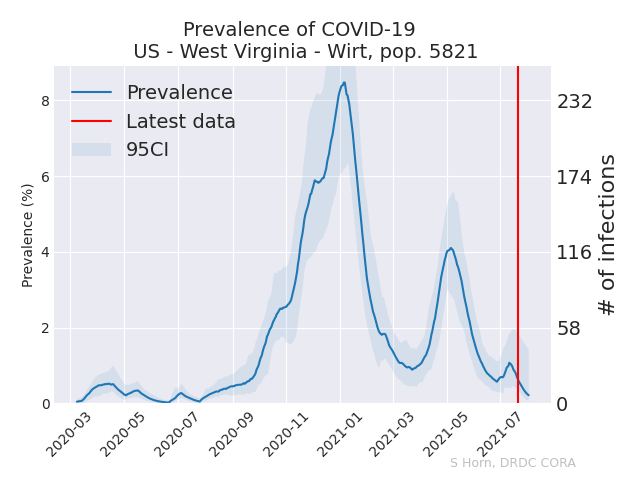 Prevalence of COVID-19
US - West Virginia - Wirt, pop. 5821
Prevalence
Latest data
95CI
Prevalence (%)
8
6
4
2
0
232
174
116
58
0
# of infections
2020-03
2020-05
2020-07
2020-09
2020-11
2021-01
2021-03
2021-05
2021-07
S Horn, DRDC CORA